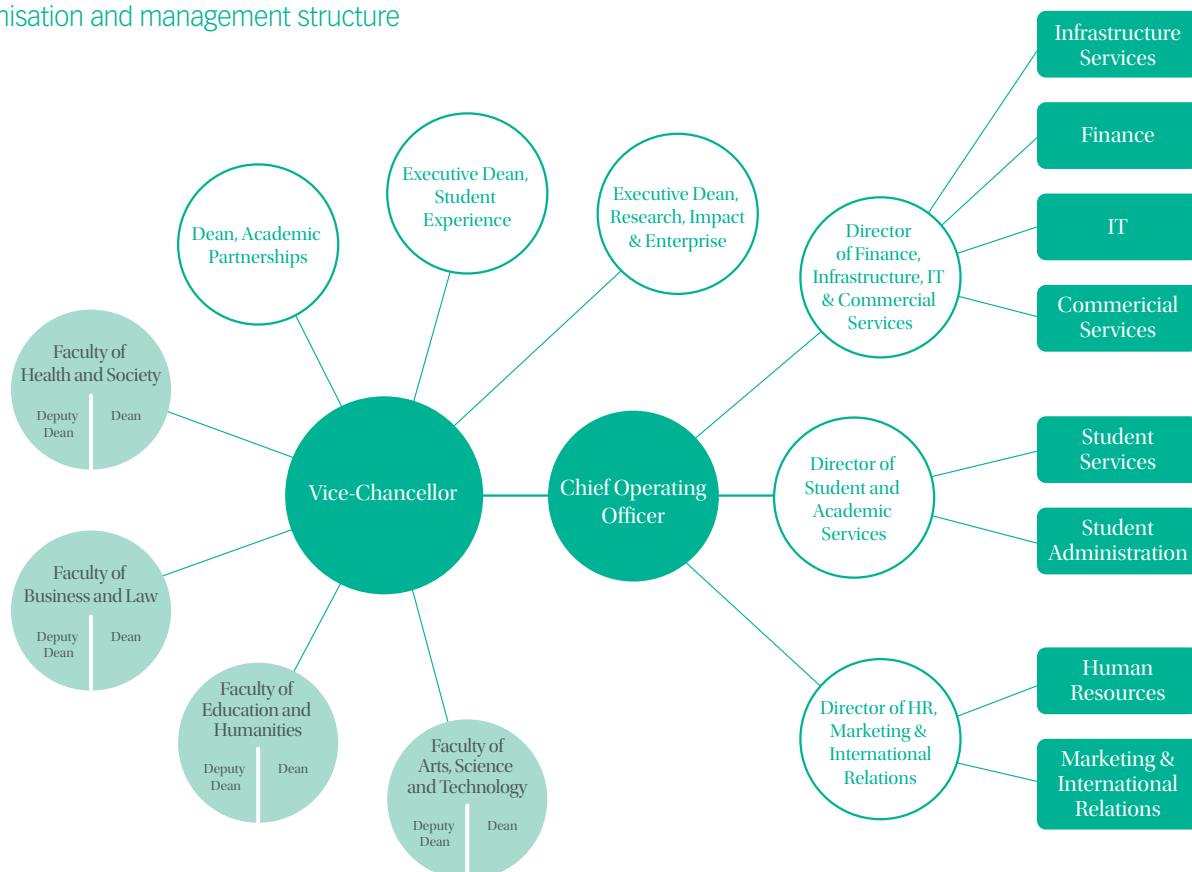 nisation and management structure
Dean, Academic
Partnerships
Executive Dean,
Student
Experience
Executive Dean,
Research, Impact
& Enterprise
Faculty of
Health and Society
Deputy
Dean
Dean
Faculty of
Business and Law
Deputy
Dean
Dean
Faculty of
Education and
Humanities
Deputy
Dean
Dean
Faculty of
Arts, Science
and Technology
Deputy
Dean
Dean
Vice-Chancellor
Chief Operating
Officer
Director
of Finance,
Infrastructure, IT
& Commercial
Services
Director of
Student and
Academic
Services
Director of HR,
Marketing &
International
Relations
Infrastructure
Services
Finance
IT
Commericial
Services
Student
Services
Student
Administration
Human
Resources
Marketing &
International
Relations